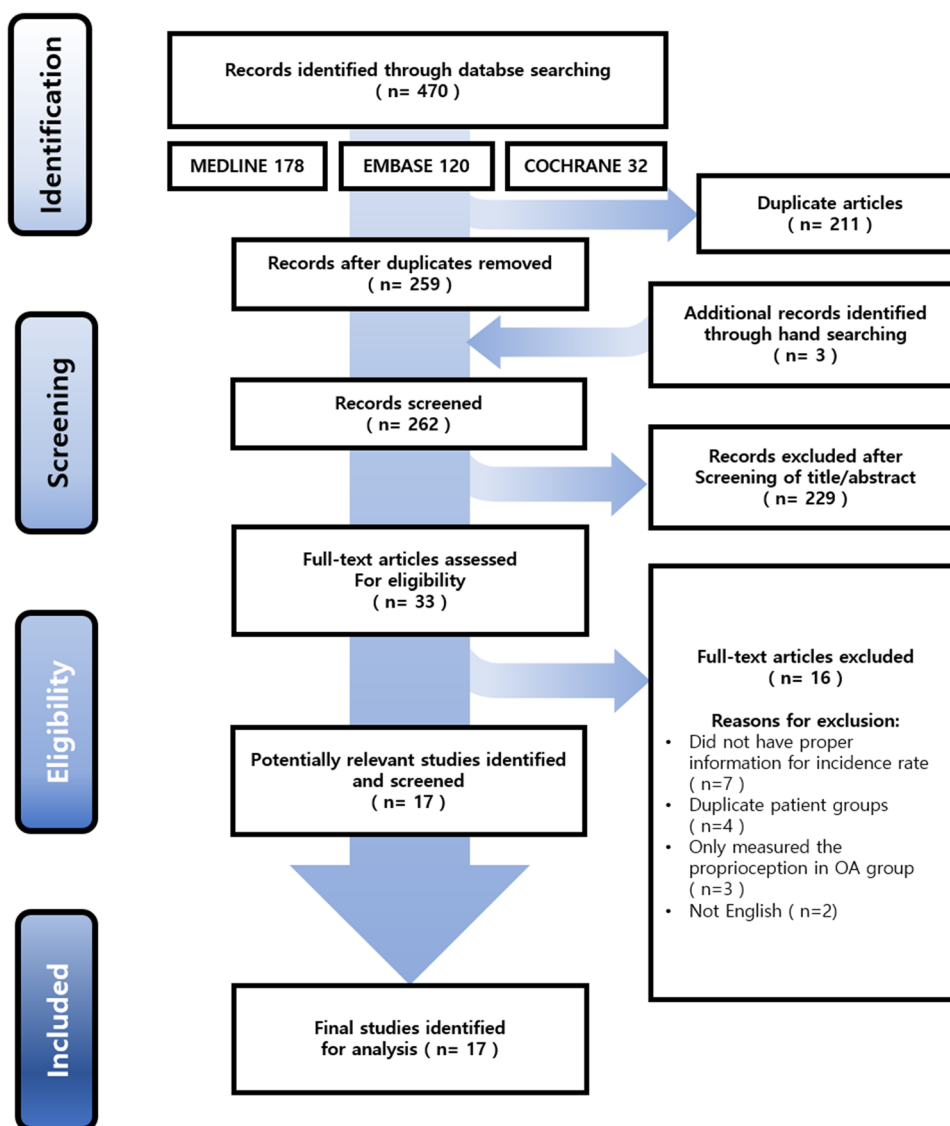 Identification
Records identified through databse searching
( n= 470 )
MEDLINE 178
EMBASE 120
COCHRANE 32
Duplicate articles
( n= 211 )
Records after duplicates removed
( n= 259 )
Additional records identified
through hand searching
( n= 3 )
Screening
Records screened
( n= 262 )
Records excluded after
Screening of title/abstract
( n= 229 )
Full-text articles assessed
For eligibility
( n= 33 )
Eligibility
Full-text articles excluded
( n= 16 )
Reasons for exclusion:
• Did not have proper
information for incidence rate
( n=7 )
• Duplicate patient groups
( n=4 )
• Only measured the
proprioception in OA group
( n=3 )
• Not English ( n=2)
Potentially relevant studies identified
and screened
( n= 17 )
Included
Final studies identified
for analysis ( n= 17 )